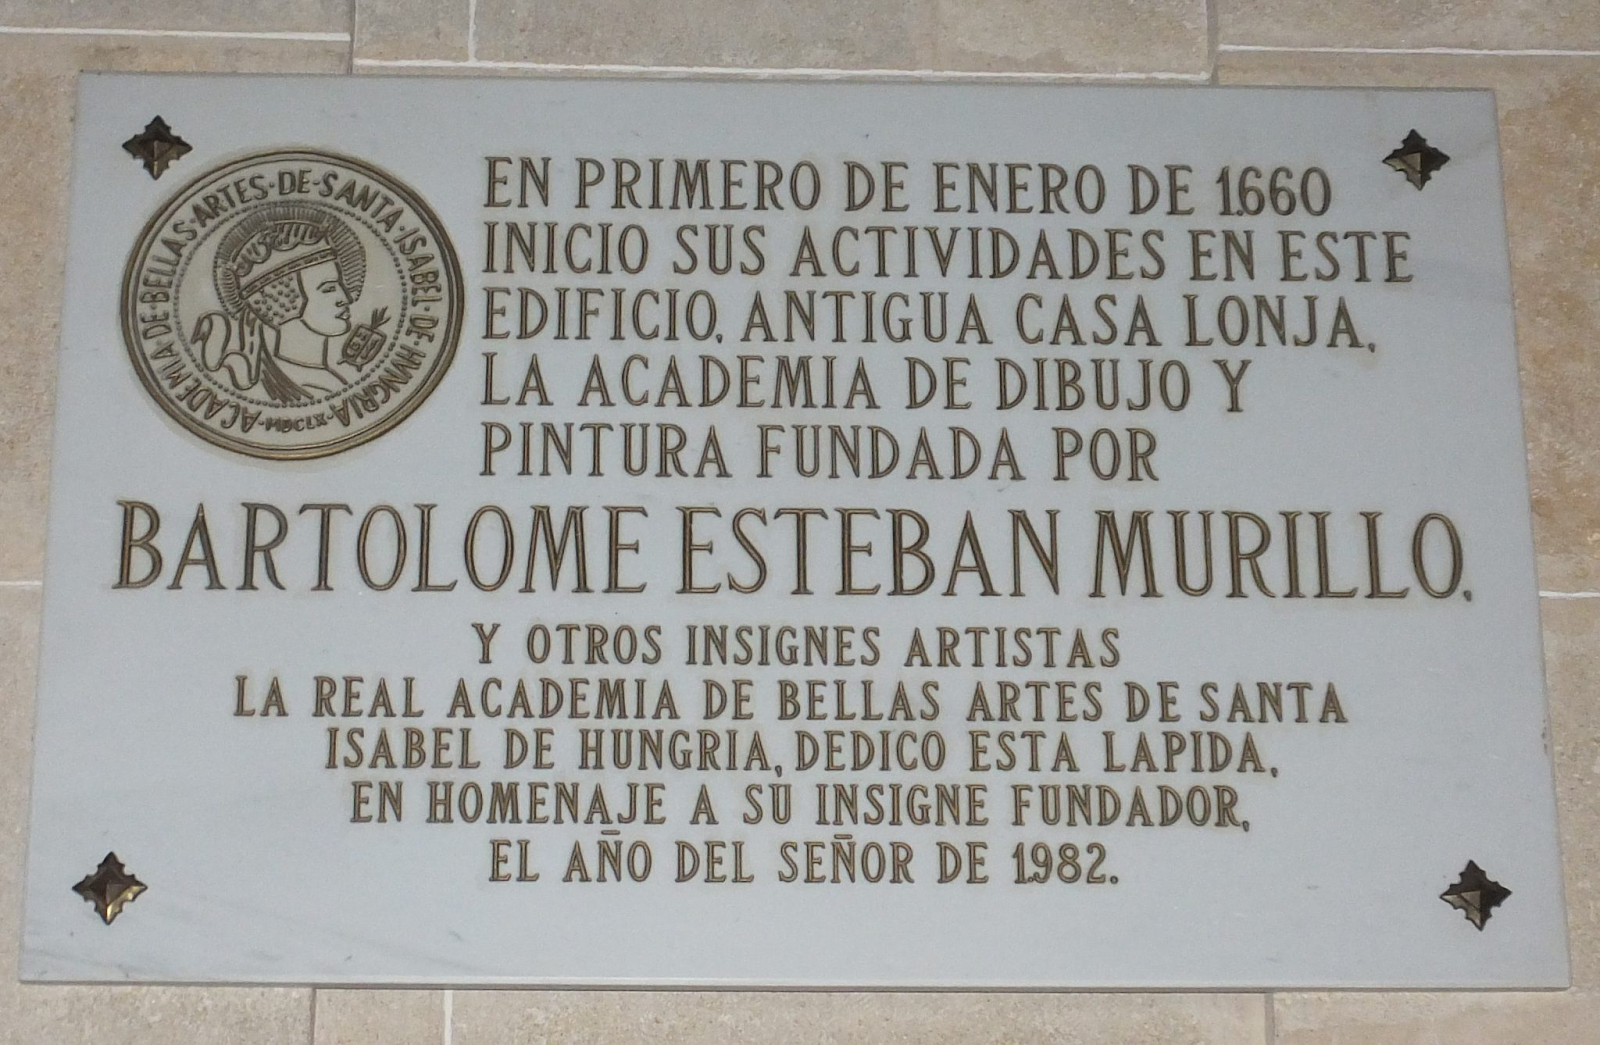 ACADEMIA·DE·BELLAS·ARTES·DE·SANTA·ISABEL·DE·HVNGRIA
·MDCLX·
EN PRIMERO DE ENERO DE 1.660
INICIO SUS ACTIVIDADES EN ESTE
EDIFICIO, ANTIGUA CASA LONJA,
LA ACADEMIA DE DIBUJO Y
PINTURA FUNDADA POR
BARTOLOME ESTEBAN MURILLO,
Y OTROS INSIGNES ARTISTAS
LA REAL ACADEMIA DE BELLAS ARTES DE SANTA
ISABEL DE HUNGRIA, DEDICO ESTA LAPIDA,
EN HOMENAJE A SU INSIGNE FUNDADOR,
EL AÑO DEL SEÑOR DE 1.982.